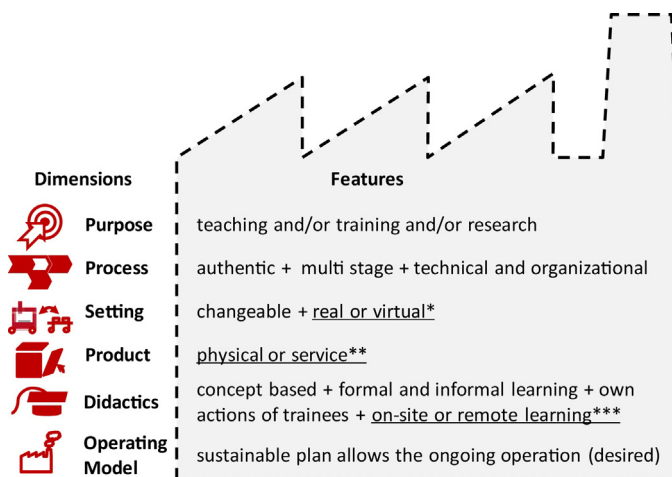 Dimensions Features
Purpose teaching and/or training and/or research
Process authentic + multi stage + technical and organizational
Setting changeable + real or virtual*
Product physical or service**
Didactics concept based + formal and informal learning + own
actions of trainees + on-site or remote learning***
Operating
Model sustainable plan allows the ongoing operation (desired)